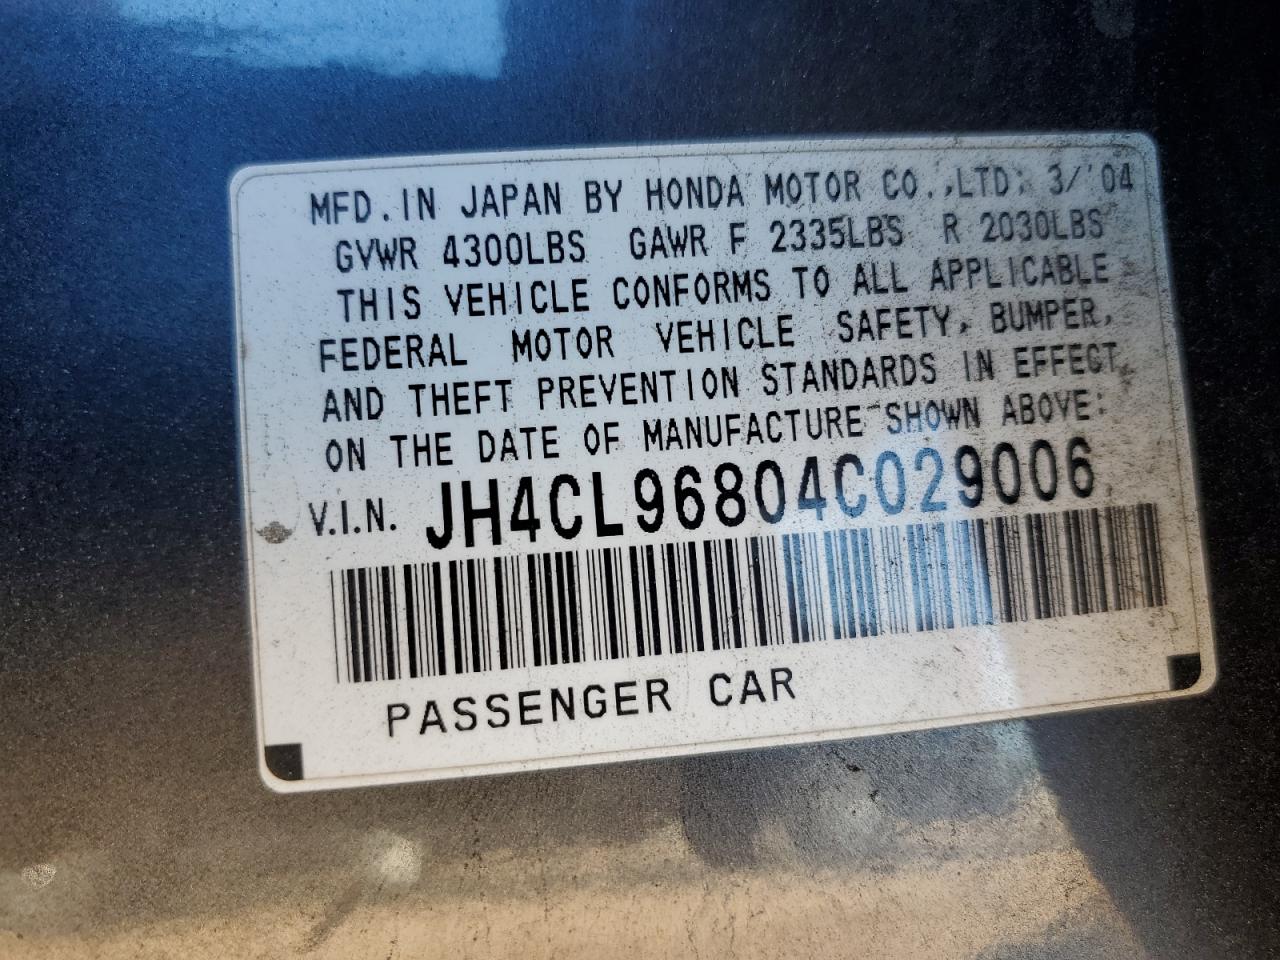 MFD. IN JAPAN BY HONDA MOTOR CO.,LTD. 3/'04
GVWR 4300LBS GAWR F 2335LBS R 2030LBS
THIS VEHICLE CONFORMS TO ALL APPLICABLE
FEDERAL MOTOR VEHICLE SAFETY, BUMPER,
AND THEFT PREVENTION STANDARDS IN EFFECT
ON THE DATE OF MANUFACTURE SHOWN ABOVE:
V.I.N. JH4CL96804C029006
PASSENGER CAR